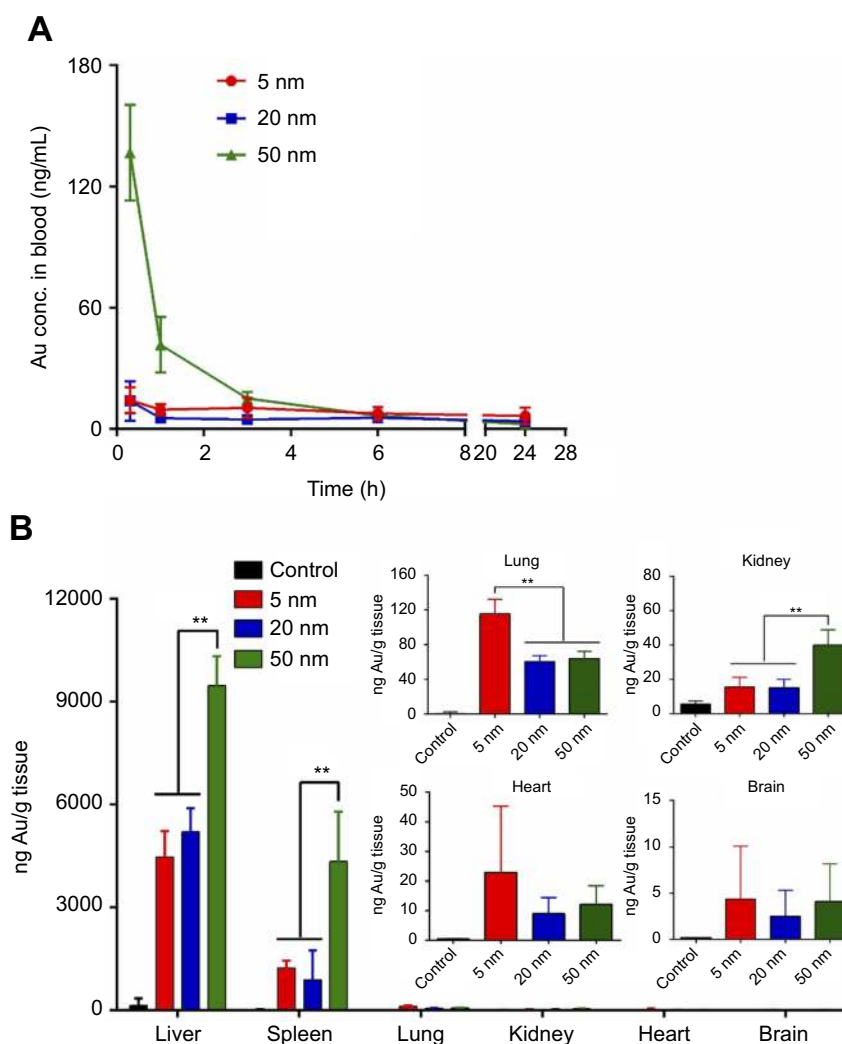 A
180
120
60
0
Au conc. in blood (ng/mL)
5 nm
20 nm
50 nm
0 2 4 6 8 20 24 28
Time (h)
B
Control
5 nm
20 nm
50 nm
12000
9000
6000
3000
0
ng Au/g tissue
**
**
Liver Spleen Lung Kidney Heart Brain
Lung
160
120
80
40
0
ng Au/g tissue
**
Control 5 nm 20 nm 50 nm
Kidney
80
60
40
20
0
ng Au/g tissue
**
Control 5 nm 20 nm 50 nm
Heart
50
40
30
20
10
0
ng Au/g tissue
Control 5 nm 20 nm 50 nm
Brain
15
10
5
0
ng Au/g tissue
Control 5 nm 20 nm 50 nm